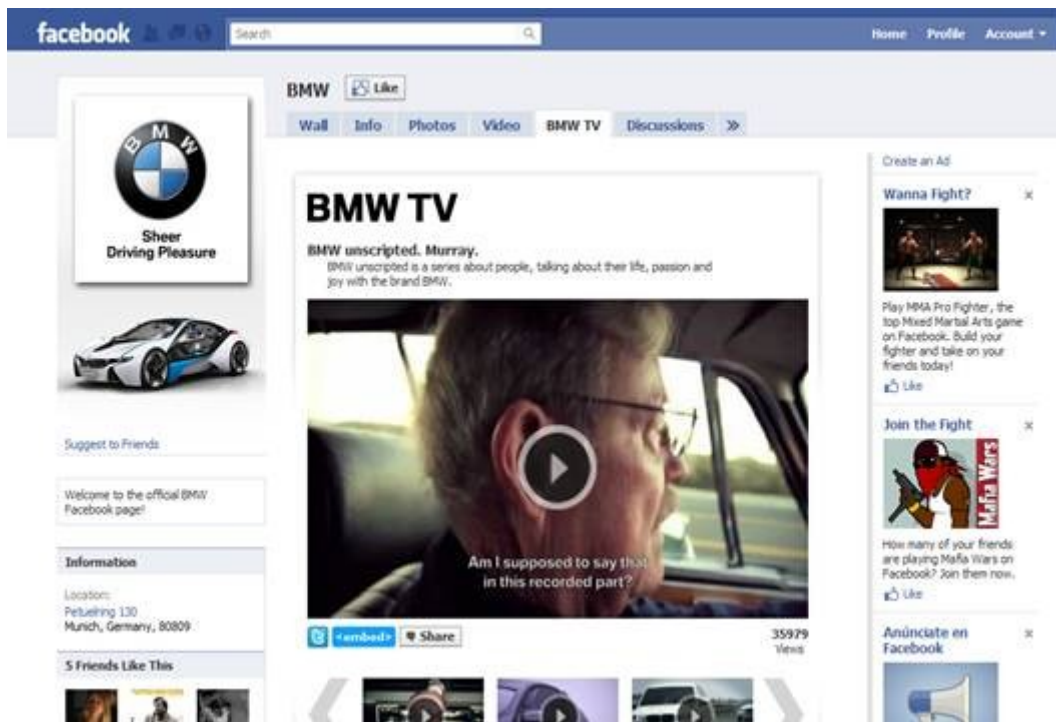 facebook
Search
Home Profile Account
BMW Like
Wall Info Photos Video BMW TV Discussions »
BMW
Sheer
Driving Pleasure
Suggest to Friends
Welcome to the official BMW
Facebook page!
Information
Location:
Petuelring 130
Munich, Germany, 80809
5 Friends Like This
BMW TV
BMW unscripted. Murray.
BMW unscripted is a series about people, talking about their life, passion and
joy with the brand BMW.
Am I supposed to say that
in this recorded part?
<embed> Share
35979
Views
Create an Ad
Wanna Fight? x
Play MMA Pro Fighter, the
top Mixed Martial Arts game
on Facebook. Build your
fighter and take on your
friends today!
Like
Join the Fight x
Mafia Wars
How many of your friends
are playing Mafia Wars on
Facebook? Join them now.
Like
Anúnciate en x
Facebook